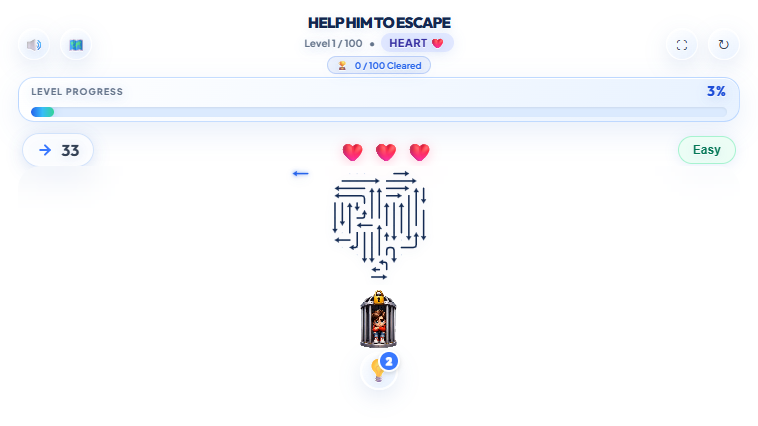 HELP HIM TO ESCAPE
Level 1 / 100 • HEART
0 / 100 Cleared
LEVEL PROGRESS 3%
33
Easy
2